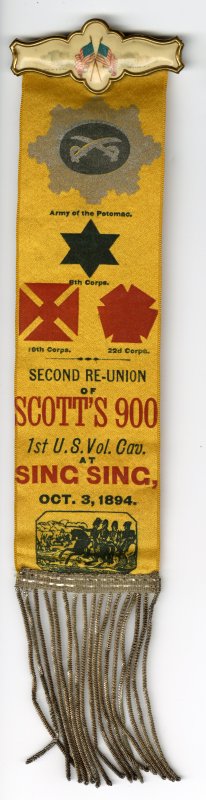 Army of the Potomac.
8th Corps.
19th Corps. 22d Corps.
SECOND RE-UNION
OF
SCOTT'S 900
1st U.S. Vol. Cav.
AT
SING SING,
OCT. 3, 1894.